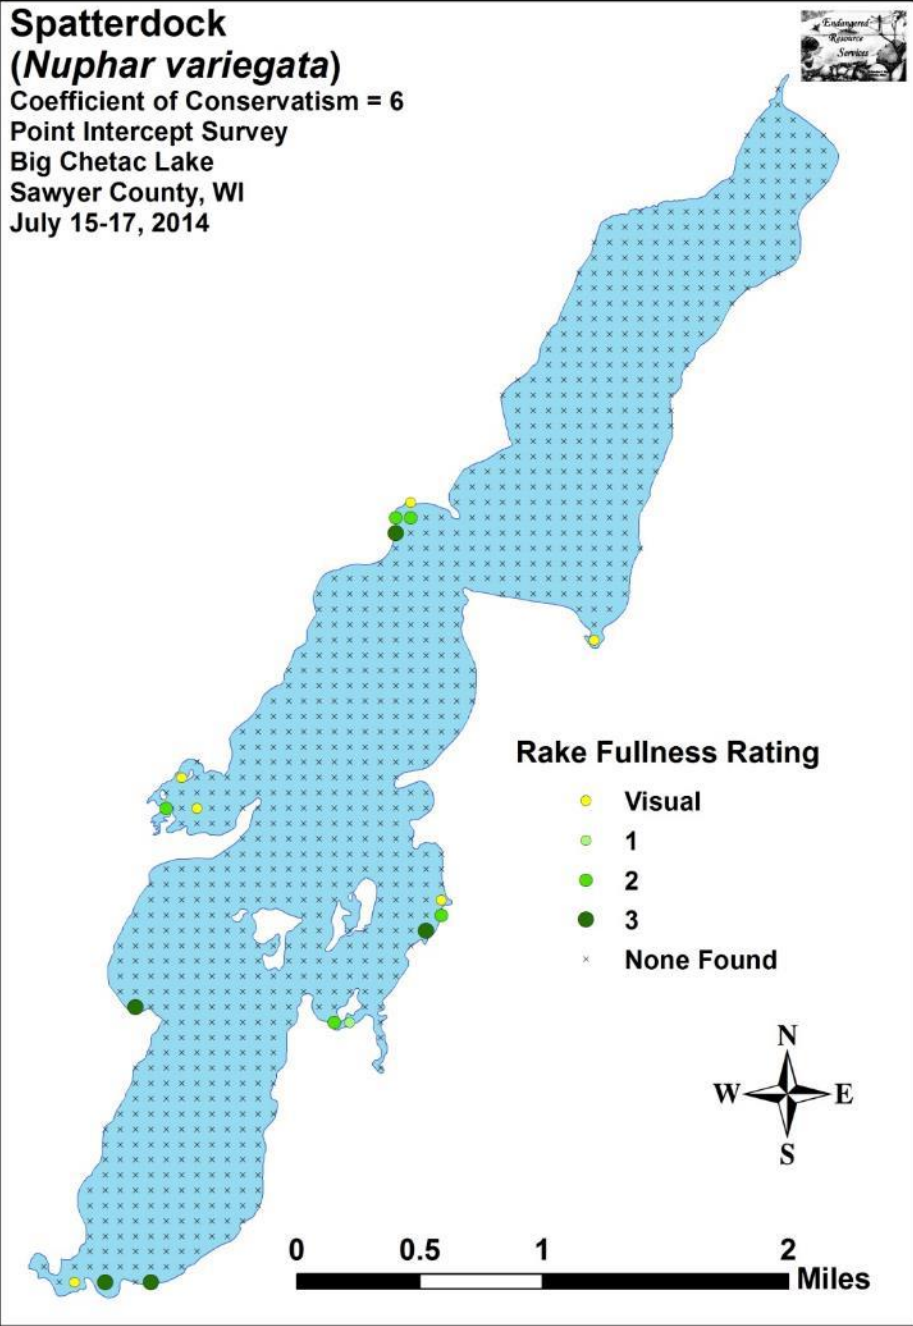 Spatterdock
(Nuphar variegata)
Coefficient of Conservatism = 6
Point Intercept Survey
Big Chetac Lake
Sawyer County, WI
July 15-17, 2014
Endangered
Resource
Services
Rake Fullness Rating
Visual
1
2
3
None Found
N
W E
S
0 0.5 1 2
Miles